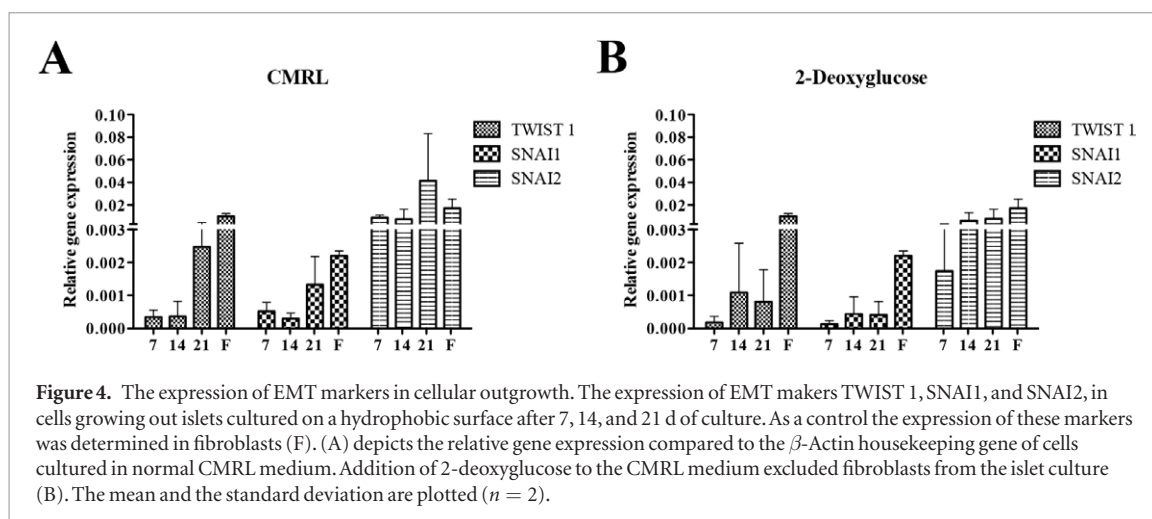 A
B
CMRL
2-Deoxyglucose
Relative gene expression
0.10
0.08
0.06
0.04
0.02
0.003
0.002
0.001
0.000
7 14 21 F 7 14 21 F 7 14 21 F
TWIST 1
SNAI1
SNAI2
Relative gene expression
0.10
0.08
0.06
0.04
0.02
0.003
0.002
0.001
0.000
7 14 21 F 7 14 21 F 7 14 21 F
TWIST 1
SNAI1
SNAI2
Figure 4. The expression of EMT markers in cellular outgrowth. The expression of EMT makers TWIST 1, SNAI1, and SNAI2, in
cells growing out islets cultured on a hydrophobic surface after 7, 14, and 21 d of culture. As a control the expression of these markers
was determined in fibroblasts (F). (A) depicts the relative gene expression compared to the β-Actin housekeeping gene of cells
cultured in normal CMRL medium. Addition of 2-deoxyglucose to the CMRL medium excluded fibroblasts from the islet culture
(B). The mean and the standard deviation are plotted (n = 2).